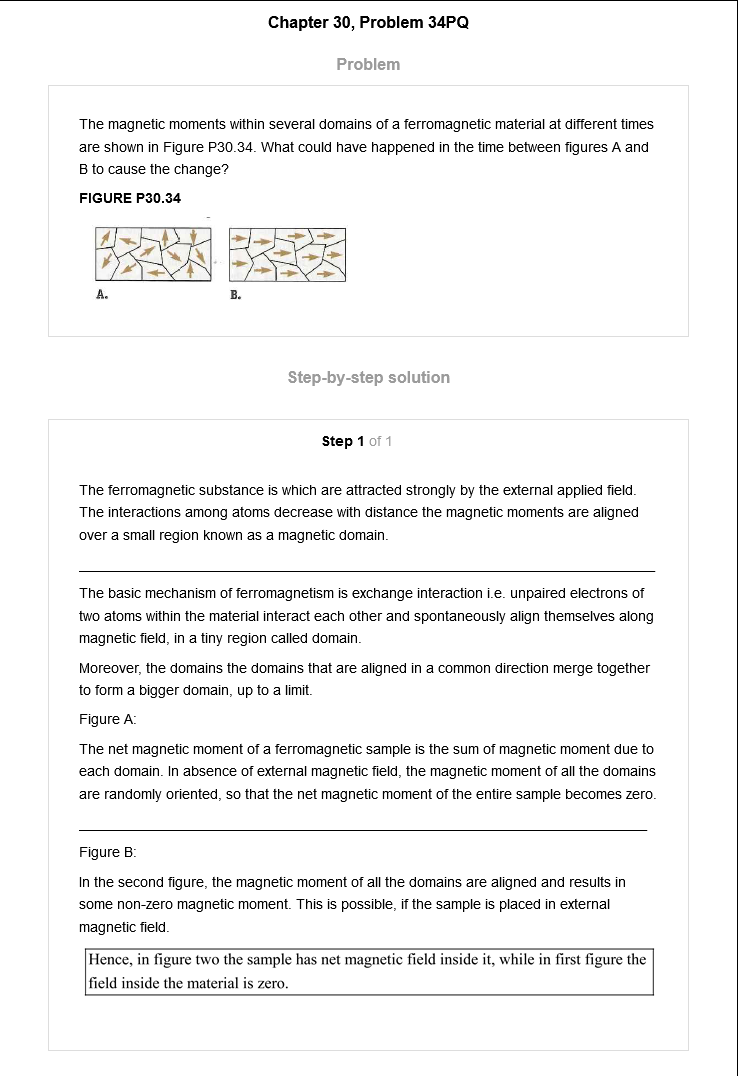 Chapter 30, Problem 34PQ
Problem
The magnetic moments within several domains of a ferromagnetic material at different times
are shown in Figure P30.34. What could have happened in the time between figures A and
B to cause the change?
FIGURE P30.34
A.
B.
Step-by-step solution
Step 1 of 1
The ferromagnetic substance is which are attracted strongly by the external applied field.
The interactions among atoms decrease with distance the magnetic moments are aligned
over a small region known as a magnetic domain.
The basic mechanism of ferromagnetism is exchange interaction i.e. unpaired electrons of
two atoms within the material interact each other and spontaneously align themselves along
magnetic field, in a tiny region called domain.
Moreover, the domains the domains that are aligned in a common direction merge together
to form a bigger domain, up to a limit.
Figure A:
The net magnetic moment of a ferromagnetic sample is the sum of magnetic moment due to
each domain. In absence of external magnetic field, the magnetic moment of all the domains
are randomly oriented, so that the net magnetic moment of the entire sample becomes zero.
Figure B:
In the second figure, the magnetic moment of all the domains are aligned and results in
some non-zero magnetic moment. This is possible, if the sample is placed in external
magnetic field.
Hence, in figure two the sample has net magnetic field inside it, while in first figure the
field inside the material is zero.